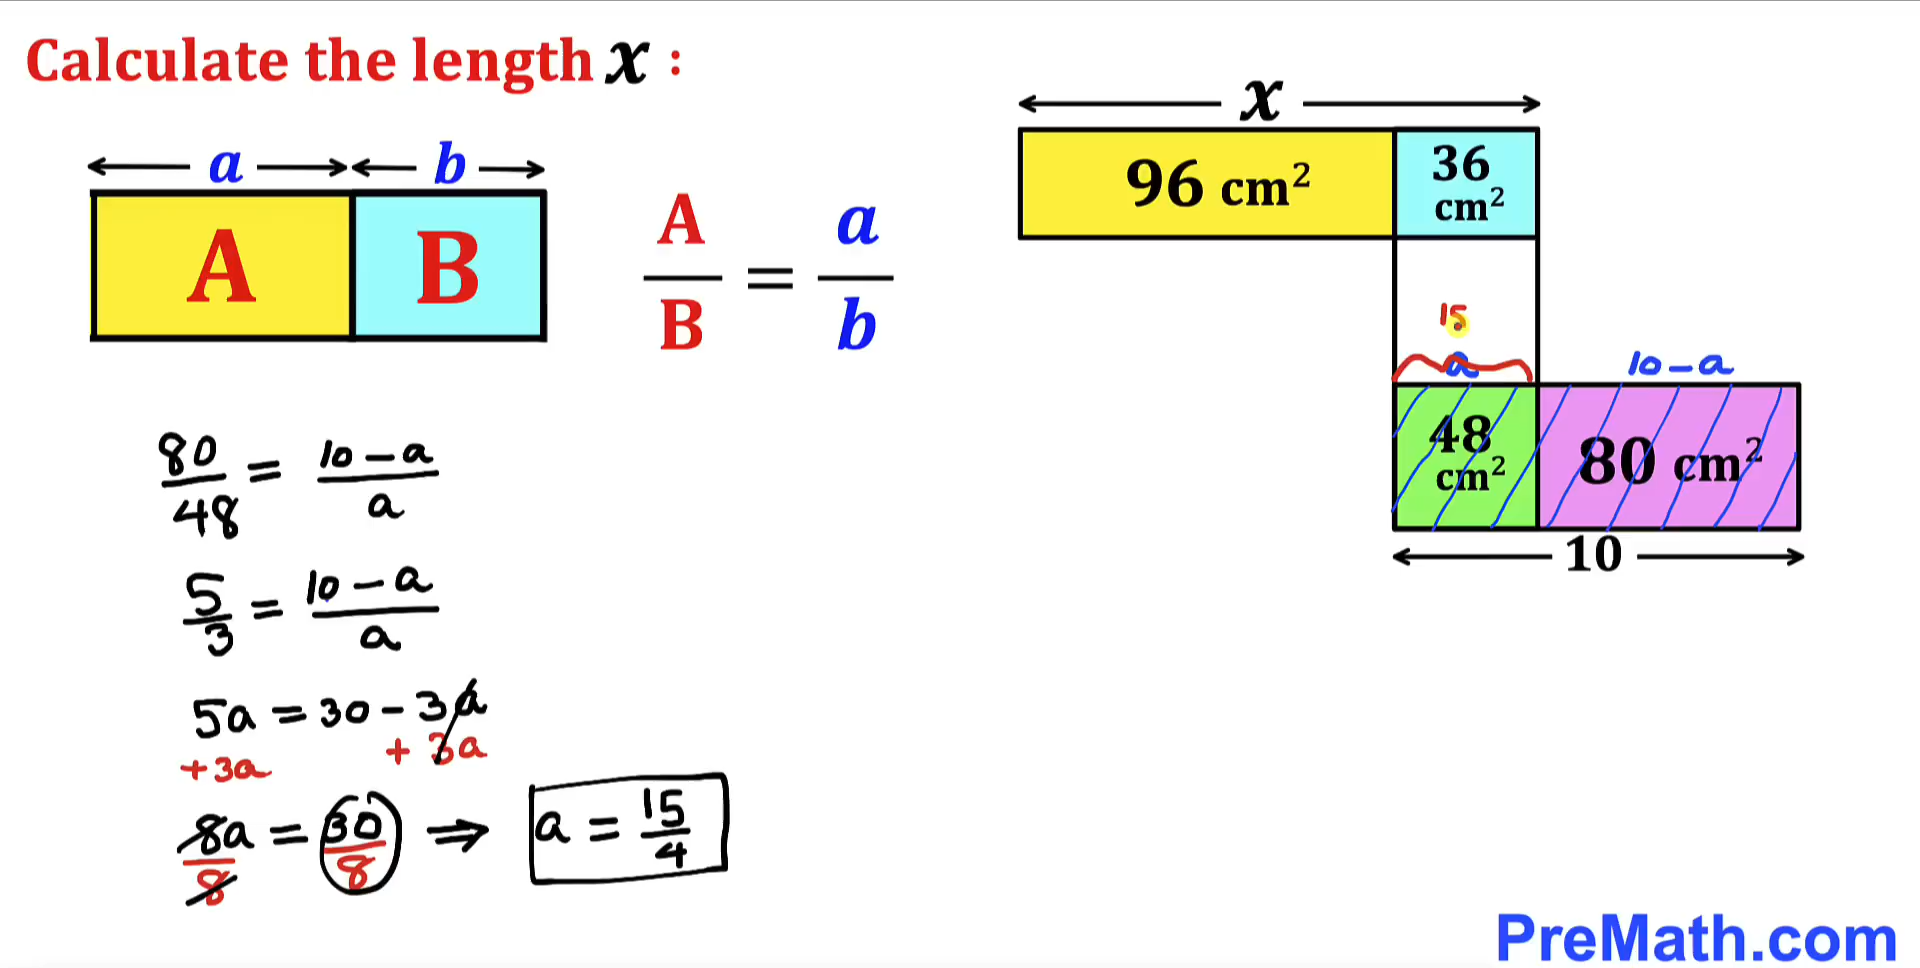 Calculate the length x :
a b
A B
A/B = a/b
x
96 cm²
36
cm²
15
a
10 - a
48
cm²
80 cm²
10
80/48 = 10 - a/a
5/3 = 10 - a/a
5a = 30 - 3a
+3a + 3a
8a/8 = 30/8 ⇒ a = 15/4
PreMath.com